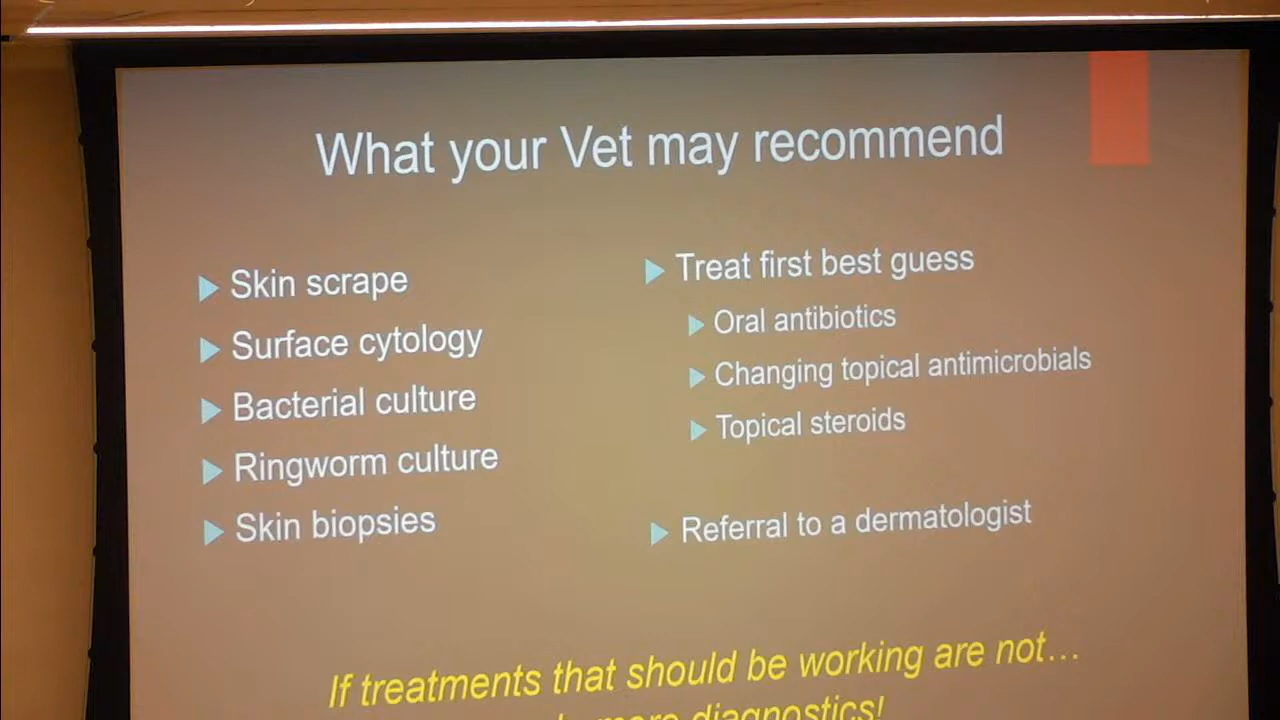 What your Vet may recommend
Skin scrape
Surface cytology
Bacterial culture
Ringworm culture
Skin biopsies
Treat first best guess
Oral antibiotics
Changing topical antimicrobials
Topical steroids
Referral to a dermatologist
If treatments that should be working are not…
more diagnostics!